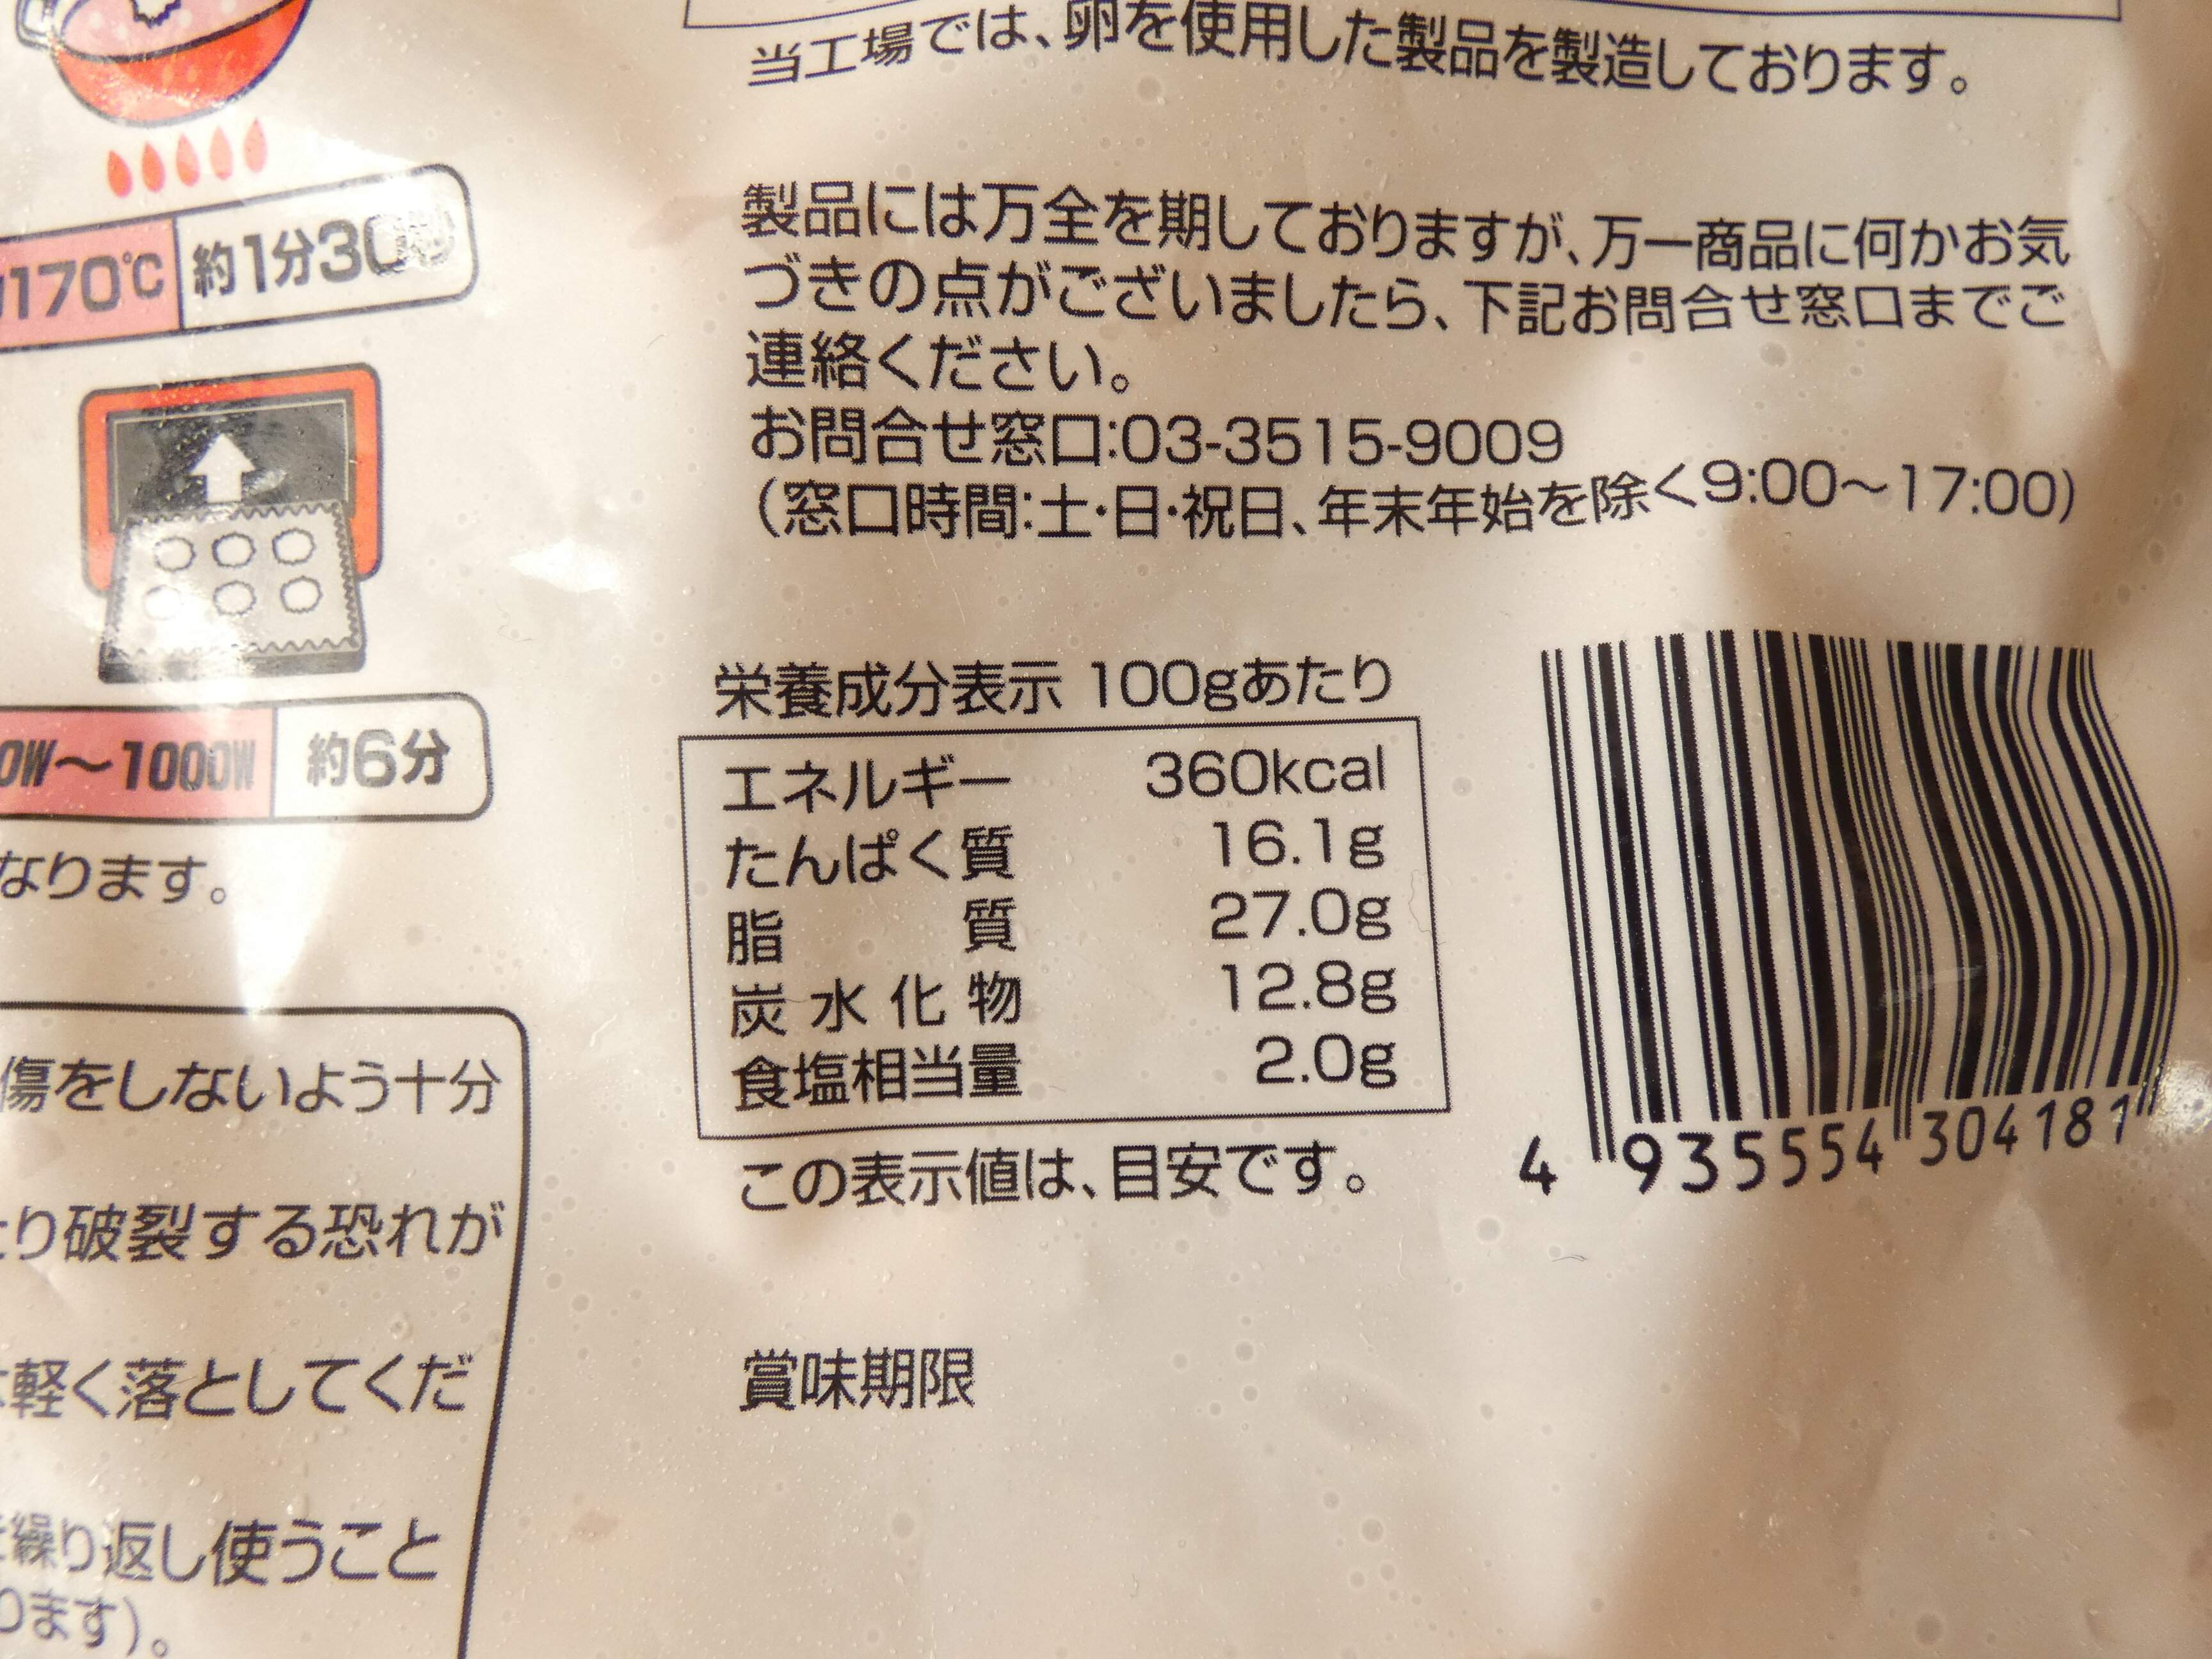 当工場では、卵を使用した製品を製造しております。
製品には万全を期しておりますが、万一商品に何かお気
づきの点がございましたら、下記お問合せ窓口までご
連絡ください。
お問合せ窓口:03-3515-9009
(窓口時間:土・日・祝日、年末年始を除く9:00〜17:00)
170℃ 約1分30秒
0W〜1000W 約6分
なります。
傷をしないよう十分
り破裂する恐れが
軽く落としてくだ
繰り返し使うこと
ります)。
栄養成分表示 100gあたり
エネルギー 360kcal
たんぱく質 16.1g
脂質 27.0g
炭水化物 12.8g
食塩相当量 2.0g
この表示値は、目安です。
4 935554 304181
賞味期限